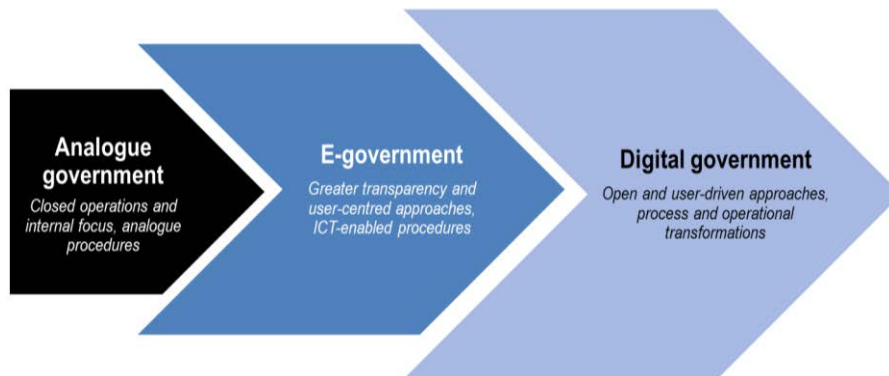 Analogue
government
Closed operations and
internal focus, analogue
procedures
E-government
Greater transparency and
user-centred approaches,
ICT-enabled procedures
Digital government
Open and user-driven approaches,
process and operational
transformations